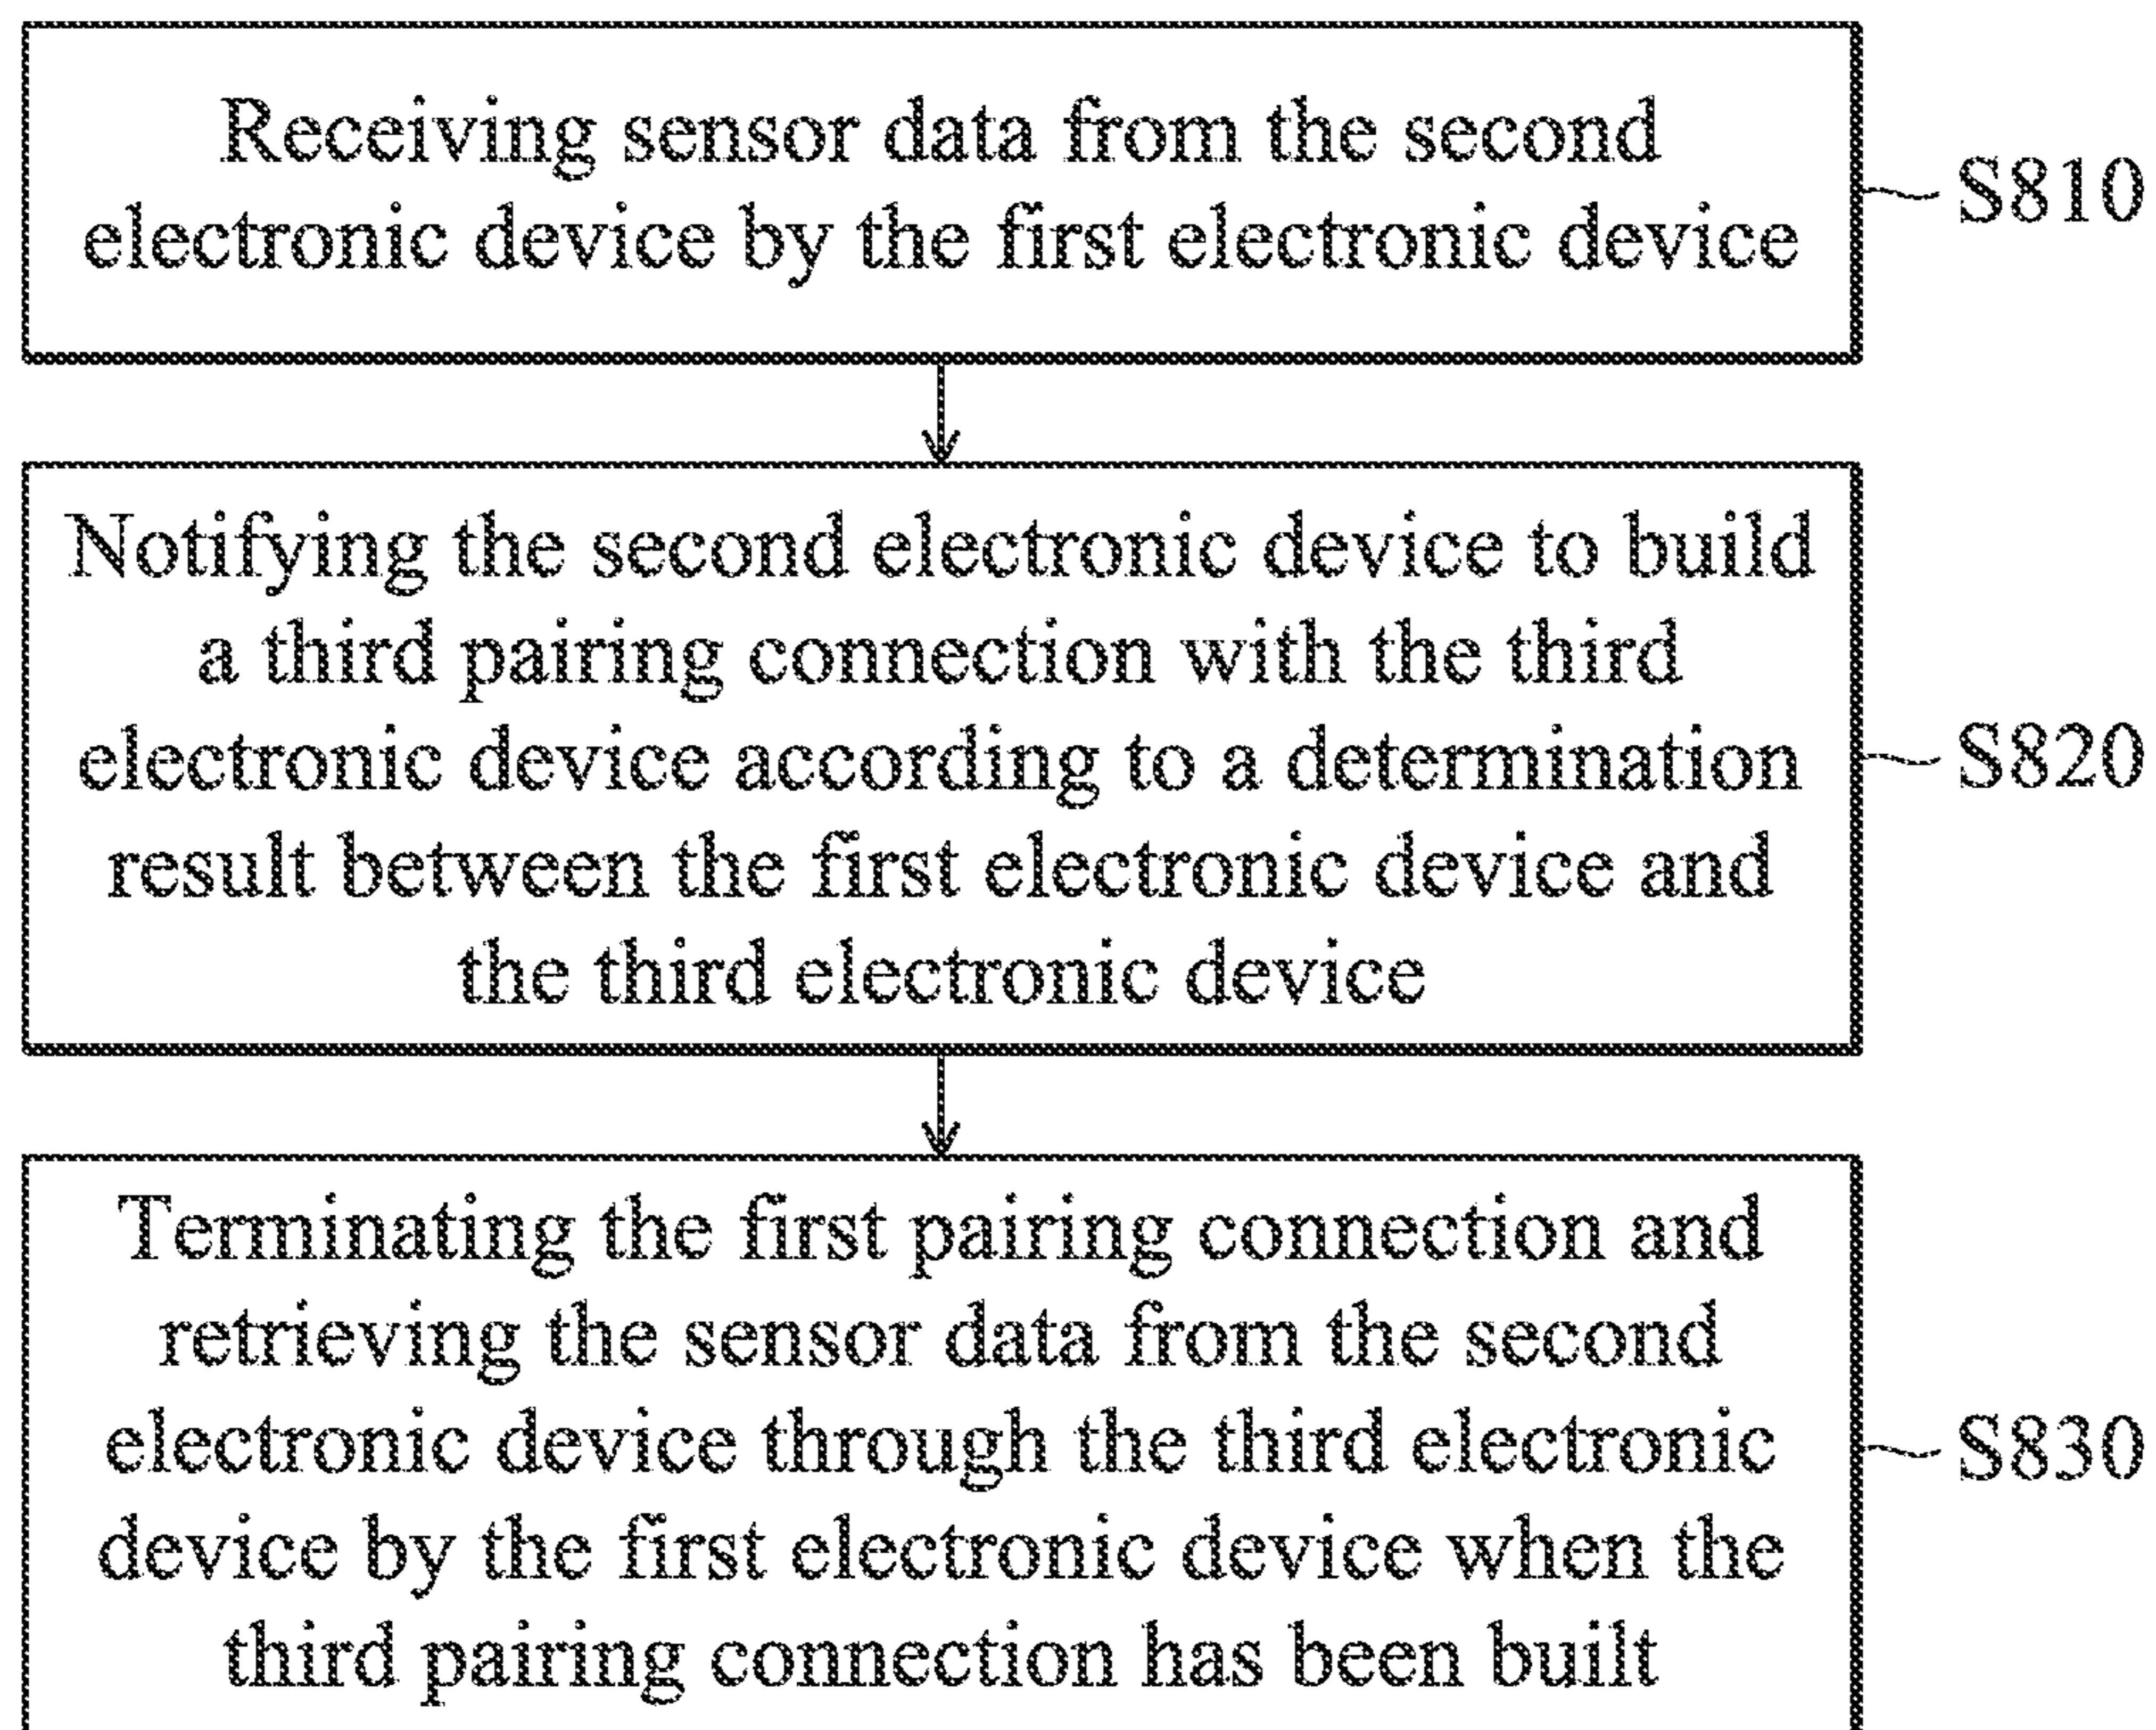 Receiving sensor data from the second
electronic device by the first electronic device
S810
Notifying the second electronic device to build
a third pairing connection with the third
electronic device according to a determination
result between the first electronic device and
the third electronic device
S820
Terminating the first pairing connection and
retrieving the sensor data from the second
electronic device through the third electronic
device by the first electronic device when the
third pairing connection has been built
S830